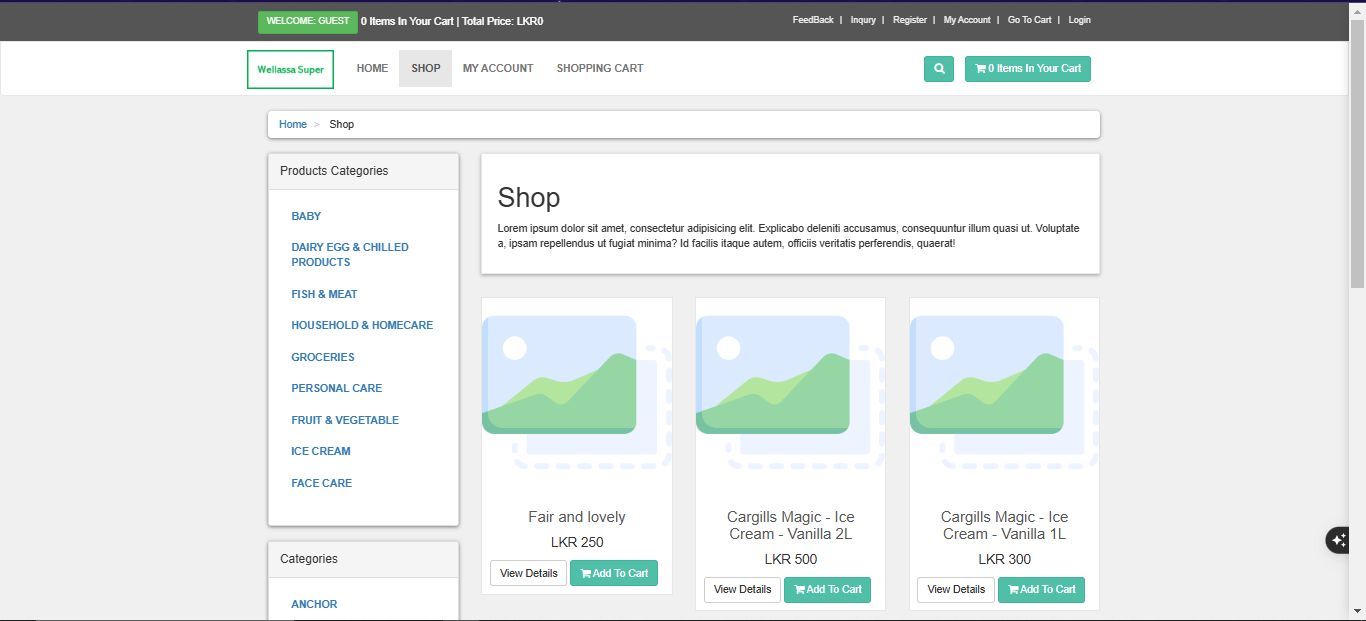 WELCOME: GUEST 0 Items In Your Cart | Total Price: LKR0
FeedBack | Inqury | Register | My Account | Go To Cart | Login
Wellassa Super
HOME SHOP MY ACCOUNT SHOPPING CART
0 Items In Your Cart
Home > Shop
Products Categories
BABY
DAIRY EGG & CHILLED
PRODUCTS
FISH & MEAT
HOUSEHOLD & HOMECARE
GROCERIES
PERSONAL CARE
FRUIT & VEGETABLE
ICE CREAM
FACE CARE
Categories
ANCHOR
Shop
Lorem ipsum dolor sit amet, consectetur adipisicing elit. Explicabo deleniti accusamus, consequuntur illum quasi ut. Voluptate
a, ipsam repellendus ut fugiat minima? Id facilis itaque autem, officiis veritatis perferendis, quaerat!
Fair and lovely
LKR 250
View Details Add To Cart
Cargills Magic - Ice
Cream - Vanilla 2L
LKR 500
View Details Add To Cart
Cargills Magic - Ice
Cream - Vanilla 1L
LKR 300
View Details Add To Cart